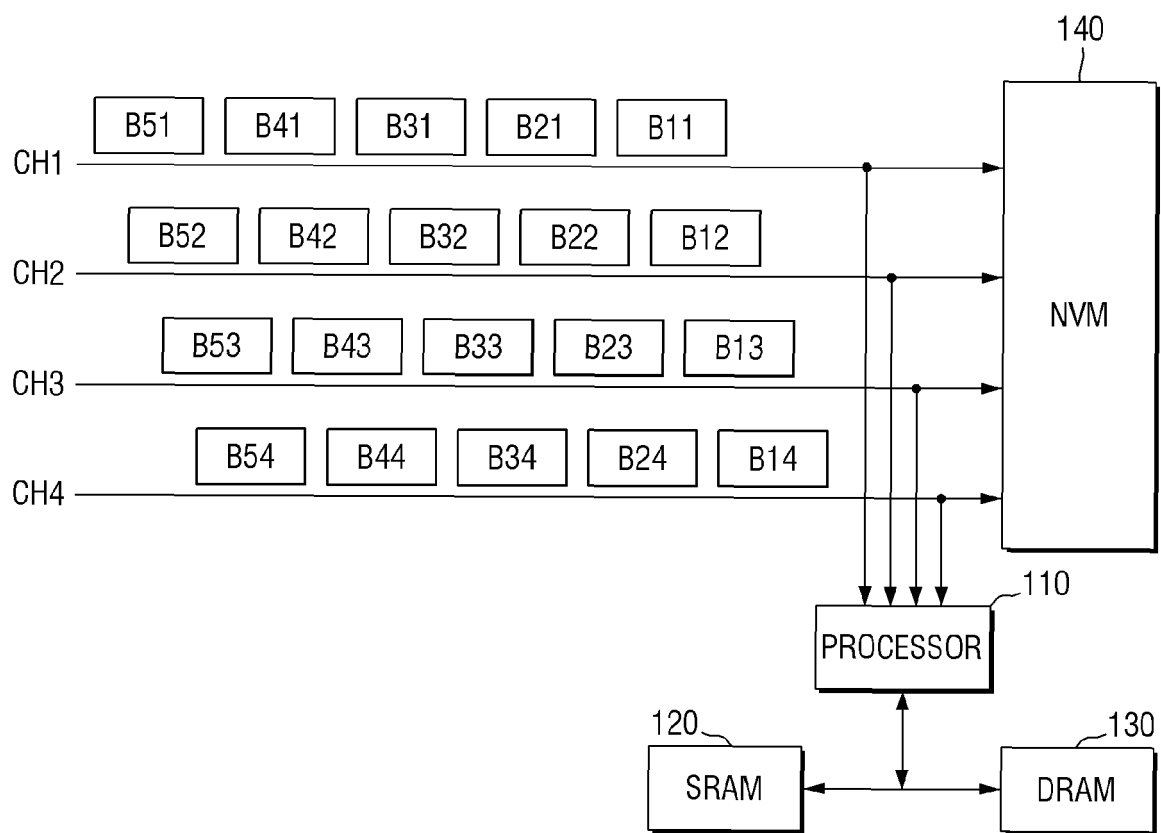 140
B51 B41 B31 B21 B11
CH1
B52 B42 B32 B22 B12
CH2
NVM
B53 B43 B33 B23 B13
CH3
B54 B44 B34 B24 B14
CH4
110
PROCESSOR
120
130
SRAM
DRAM